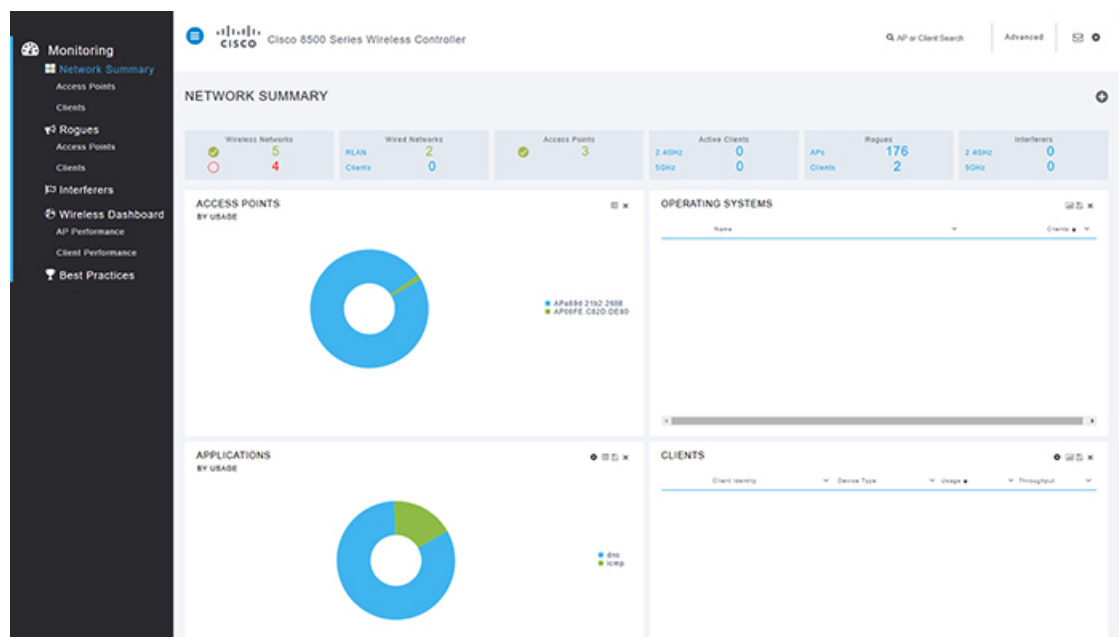 Monitoring
Network Summary
Access Points
Clients
Rogues
Access Points
Clients
Interferers
Wireless Dashboard
AP Performance
Client Performance
Best Practices
CISCO Cisco 8500 Series Wireless Controller
AP or Client Search
Advanced
NETWORK SUMMARY
Wireless Networks
5
4
Wired Networks
RLAN 2
Clients 0
Access Points
3
Active Clients
2.4GHz 0
5GHz 0
Rogues
APs 176
Clients 2
Interferers
2.4GHz 0
5GHz 0
ACCESS POINTS
BY USAGE
OPERATING SYSTEMS
Name Clients
APPLICATIONS
BY USAGE
dns
icmp
CLIENTS
Client Identity Device Type Usage Throughput